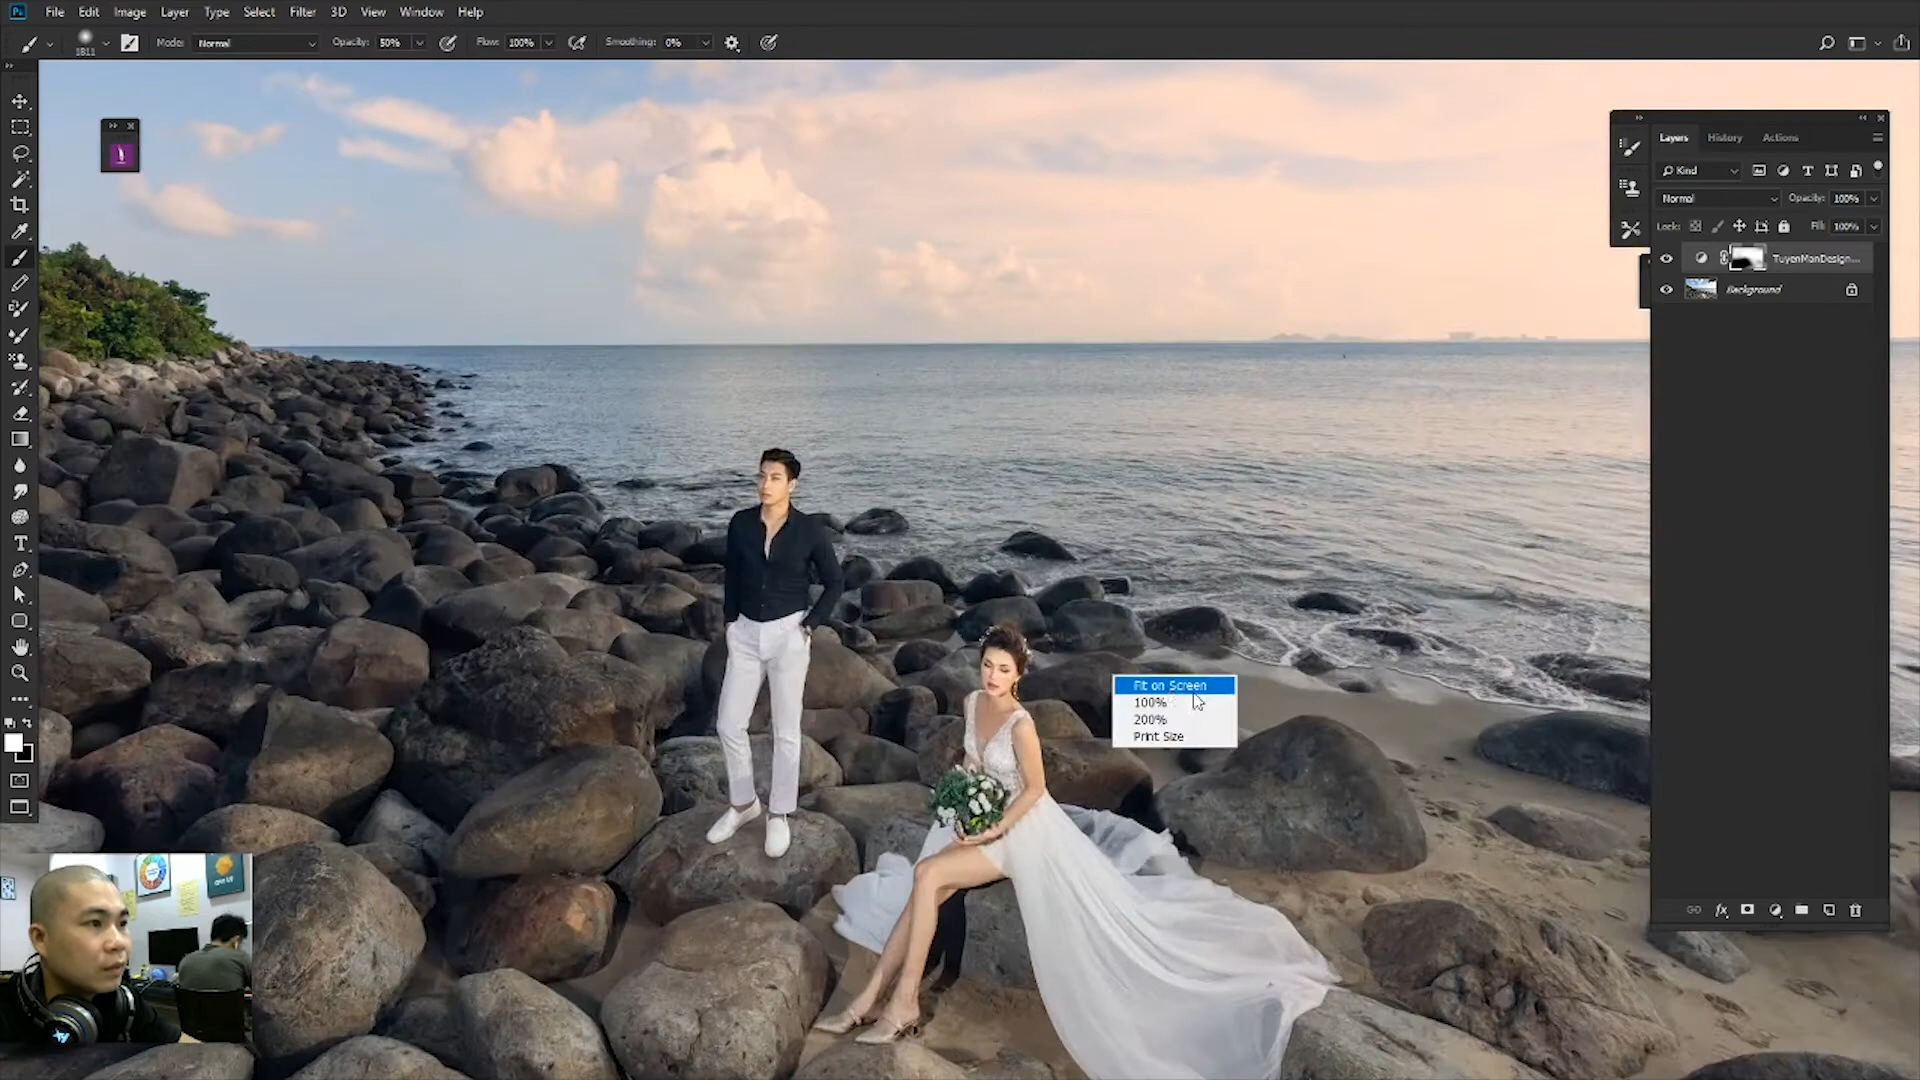 Ps File Edit Image Layer Type Select Filter 3D View Window Help
1811 Mode: Normal Opacity: 50% Flow: 100% Smoothing: 0%
Layers History Actions
Kind
Normal Opacity: 100%
Lock: Fill: 100%
TuyenManDesign...
Background
Fit on Screen
100%
200%
Print Size